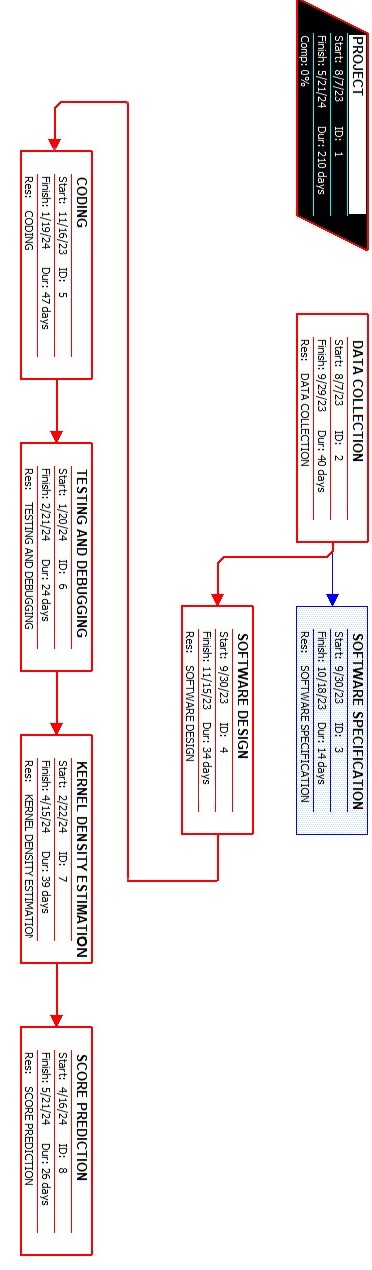 PROJECT
Start: 8/7/23 ID: 1
Finish: 5/21/24 Dur: 210 days
Comp: 0%
DATA COLLECTION
Start: 8/7/23 ID: 2
Finish: 9/29/23 Dur: 40 days
Res: DATA COLLECTION
SOFTWARE SPECIFICATION
Start: 9/30/23 ID: 3
Finish: 10/18/23 Dur: 14 days
Res: SOFTWARE SPECIFICATION
SOFTWARE DESIGN
Start: 9/30/23 ID: 4
Finish: 11/15/23 Dur: 34 days
Res: SOFTWARE DESIGN
CODING
Start: 11/16/23 ID: 5
Finish: 1/19/24 Dur: 47 days
Res: CODING
TESTING AND DEBUGGING
Start: 1/20/24 ID: 6
Finish: 2/21/24 Dur: 24 days
Res: TESTING AND DEBUGGING
KERNEL DENSITY ESTIMATION
Start: 2/22/24 ID: 7
Finish: 4/15/24 Dur: 39 days
Res: KERNEL DENSITY ESTIMATION
SCORE PREDICTION
Start: 4/16/24 ID: 8
Finish: 5/21/24 Dur: 26 days
Res: SCORE PREDICTION